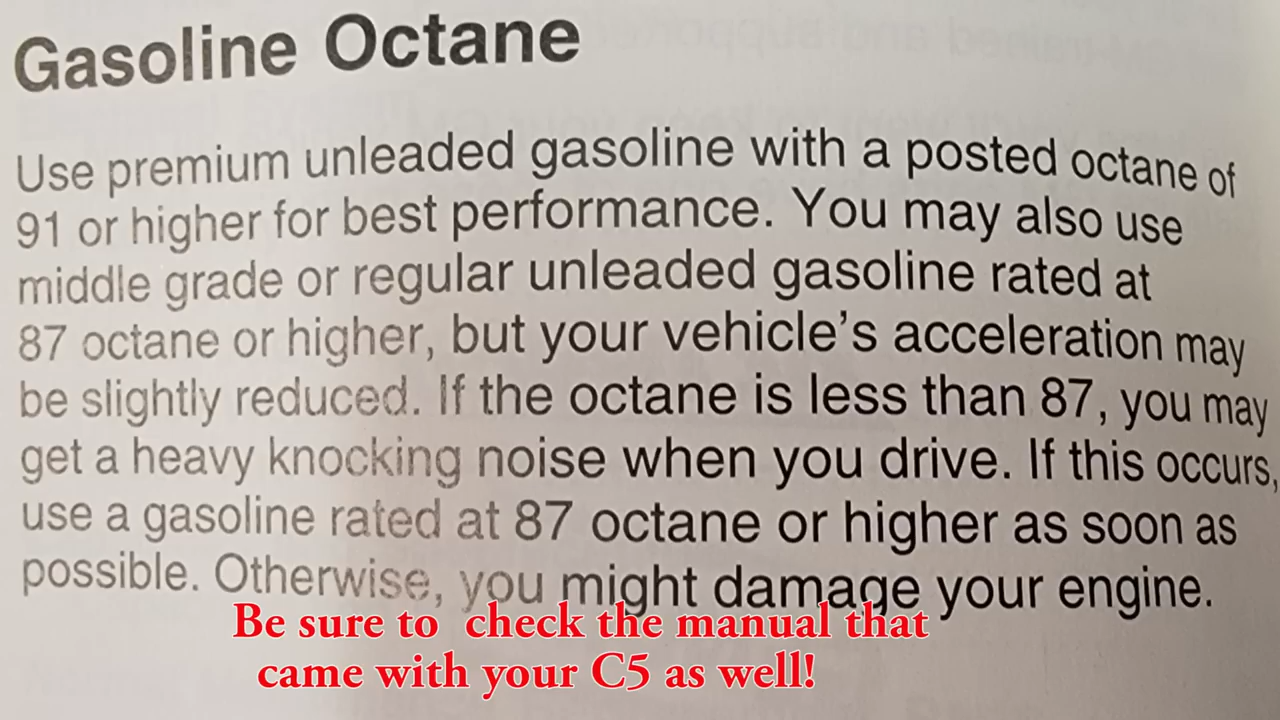 Gasoline Octane
Use premium unleaded gasoline with a posted octane of
91 or higher for best performance. You may also use
middle grade or regular unleaded gasoline rated at
87 octane or higher, but your vehicle's acceleration may
be slightly reduced. If the octane is less than 87, you may
get a heavy knocking noise when you drive. If this occurs,
use a gasoline rated at 87 octane or higher as soon as
possible. Otherwise, you might damage your engine.
Be sure to  check the manual that
came with your C5 as well!